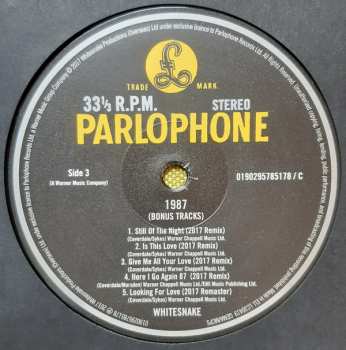 TRADE MARK
33⅓ R.P.M. STEREO
PARLOPHONE
Side 3
(A Warner Music Company)
0190295785178 / C
1987
(BONUS TRACKS)
1. Still Of The Night (2017 Remix)
(Coverdale/Sykes) Warner Chappell Music Ltd.
2. Is This Love (2017 Remix)
(Coverdale/Sykes) Warner Chappell Music Ltd.
3. Give Me All Your Love (2017 Remix)
(Coverdale/Sykes) Warner Chappell Music Ltd.
4. Here I Go Again 87 (2017 Remix)
(Coverdale/Marsden) Warner Chappell Music Ltd./EMI Music Publishing Ltd.
5. Looking For Love (2017 Remaster)
(Coverdale/Sykes) Warner Chappell Music Ltd.
WHITESNAKE